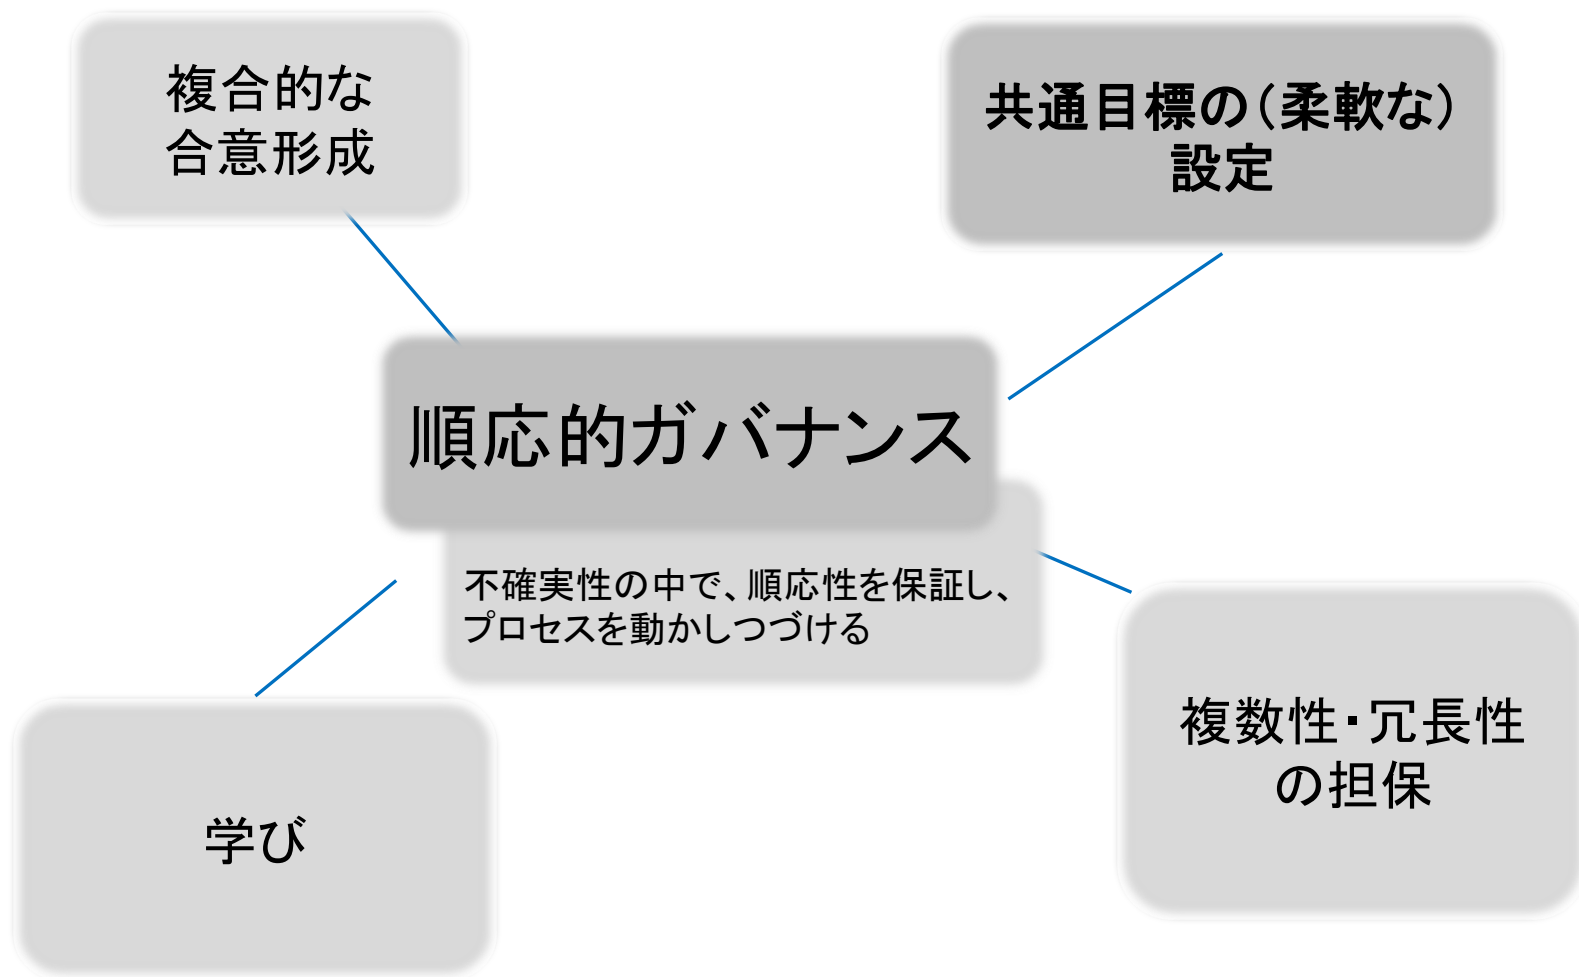 複合的な
合意形成
共通目標の（柔軟な）
設定
順応的ガバナンス
不確実性の中で、順応性を保証し、
プロセスを動かしつづける
学び
複数性・冗長性
の担保